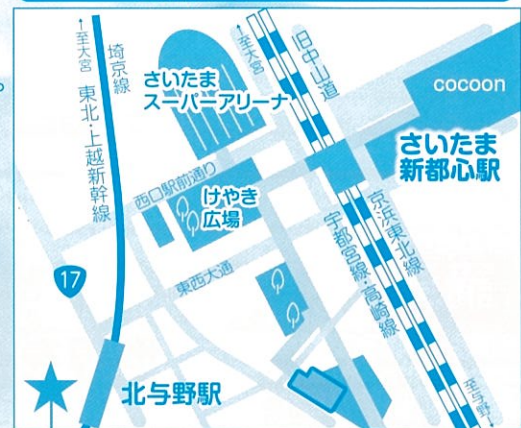 ←至大宮
埼京線
東北・上越新幹線
さいたま
スーパーアリーナ
←至大宮
旧中山道
cocoon
さいたま
新都心駅
西口駅前通り
けやき
広場
京浜東北線
宇都宮線・高崎線
17
東西大通
北与野駅
至与野→